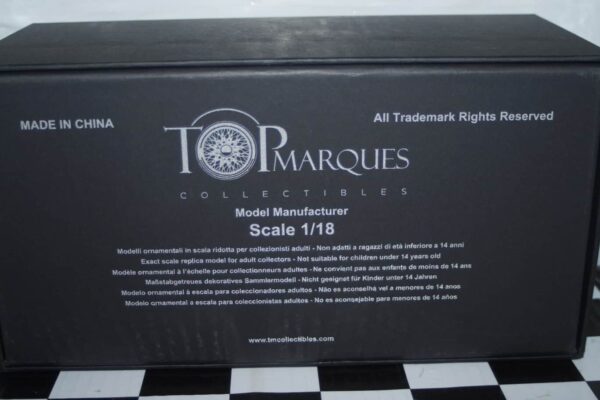 MADE IN CHINA
All Trademark Rights Reserved
TOPMARQUES
COLLECTIBLES
Model Manufacturer
Scale 1/18
Modelli ornamentali in scala ridotta per collezionisti adulti - Non adatti a ragazzi di età inferiore a 14 anni
Exact scale replica model for adult collectors - Not suitable for children under 14 years old
Modèle ornamental à l'échelle pour collectionneurs adultes - Ne convient pas aux enfants de moins de 14 ans
Maßstabgetreues dekoratives Sammlermodell - Nicht geeignet für Kinder unter 14 Jahren
Modelo ornamental à escala para coleccionadores adultos - Não es aconselha vel a menores de 14 anos
Modelo ornamental a escala para coleccionistas adultos - No es aconsejable para menores de 14 años
www.tmcollectibles.com